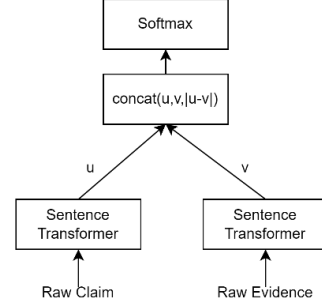 Softmax
concat(u,v,|u-v|)
u
v
Sentence
Transformer
Sentence
Transformer
Raw Claim
Raw Evidence